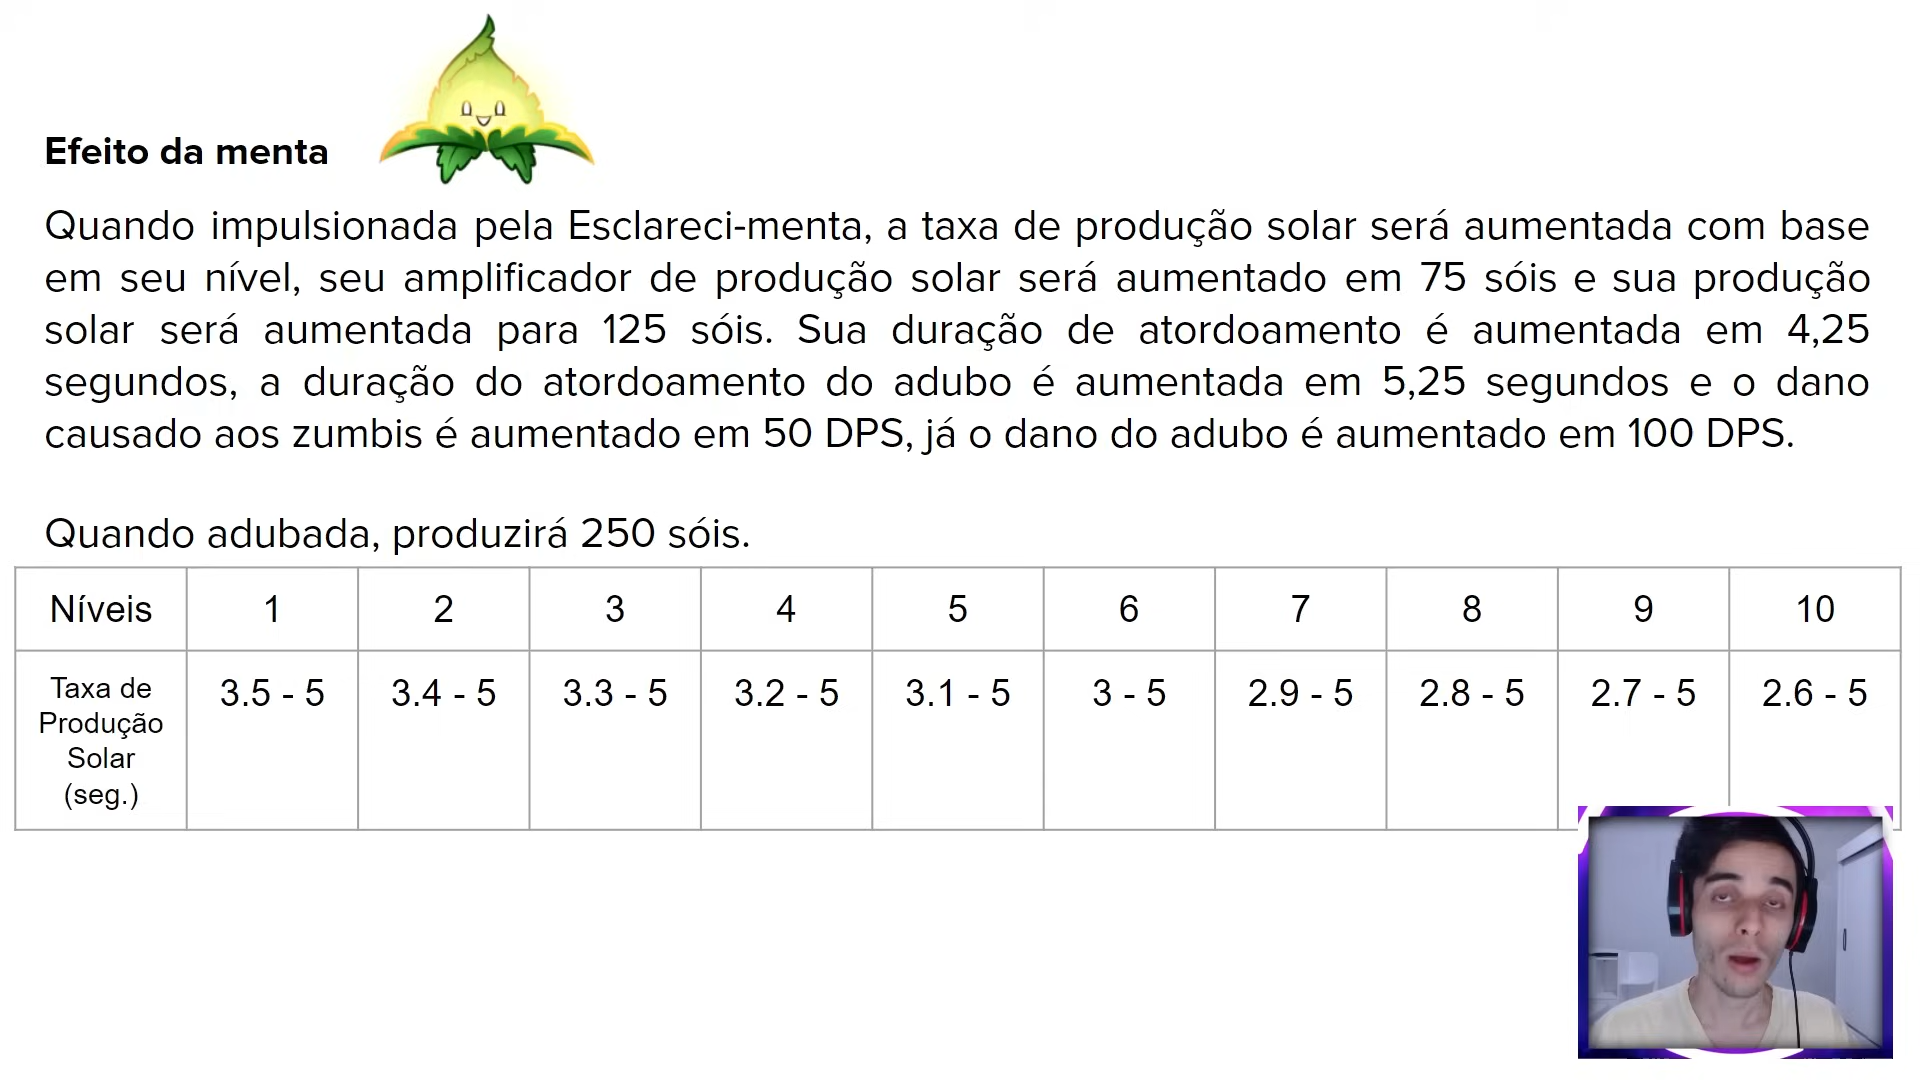 Efeito da menta
Quando impulsionada pela Esclareci-menta, a taxa de produção solar será aumentada com base
em seu nível, seu amplificador de produção solar será aumentado em 75 sóis e sua produção
solar será aumentada para 125 sóis. Sua duração de atordoamento é aumentada em 4,25
segundos, a duração do atordoamento do adubo é aumentada em 5,25 segundos e o dano
causado aos zumbis é aumentado em 50 DPS, já o dano do adubo é aumentado em 100 DPS.
Quando adubada, produzirá 250 sóis.
Níveis 1 2 3 4 5 6 7 8 9 10
Taxa de
Produção
Solar
(seg.)
3.5 - 5 3.4 - 5 3.3 - 5 3.2 - 5 3.1 - 5 3 - 5 2.9 - 5 2.8 - 5 2.7 - 5 2.6 - 5